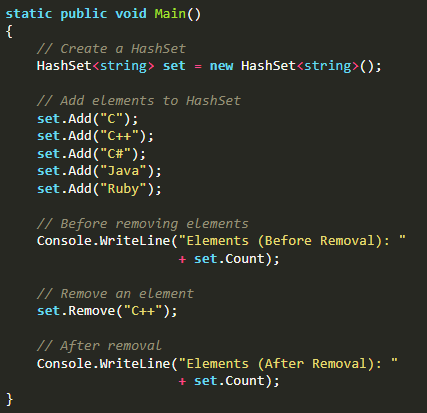 static public void Main()
{
    // Create a HashSet
    HashSet<string> set = new HashSet<string>();

    // Add elements to HashSet
    set.Add("C");
    set.Add("C++");
    set.Add("C#");
    set.Add("Java");
    set.Add("Ruby");

    // Before removing elements
    Console.WriteLine("Elements (Before Removal): "
                      + set.Count);

    // Remove an element
    set.Remove("C++");

    // After removal
    Console.WriteLine("Elements (After Removal): "
                      + set.Count);
}